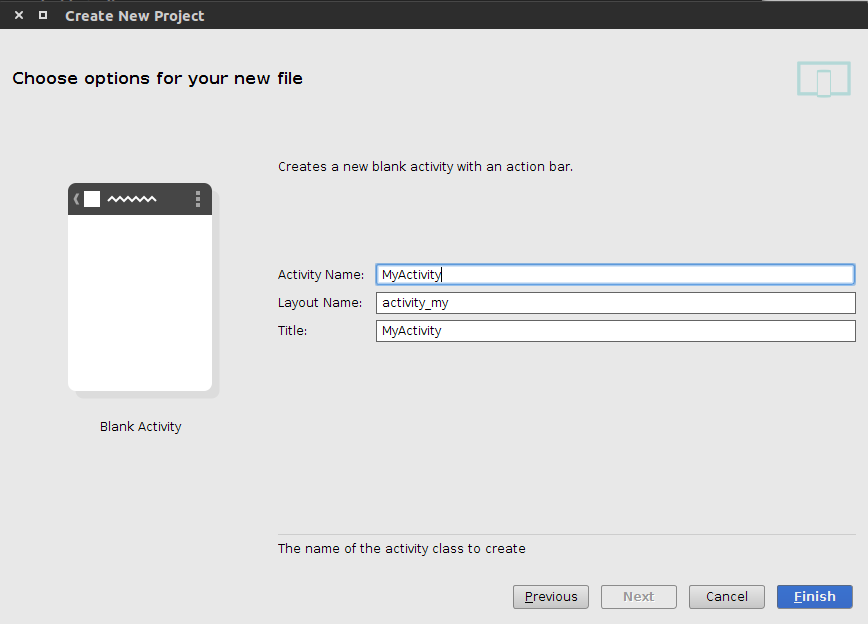 Create New Project
Choose options for your new file
Creates a new blank activity with an action bar.
Activity Name: MyActivity
Layout Name: activity_my
Title: MyActivity
Blank Activity
The name of the activity class to create
Previous Next Cancel Finish